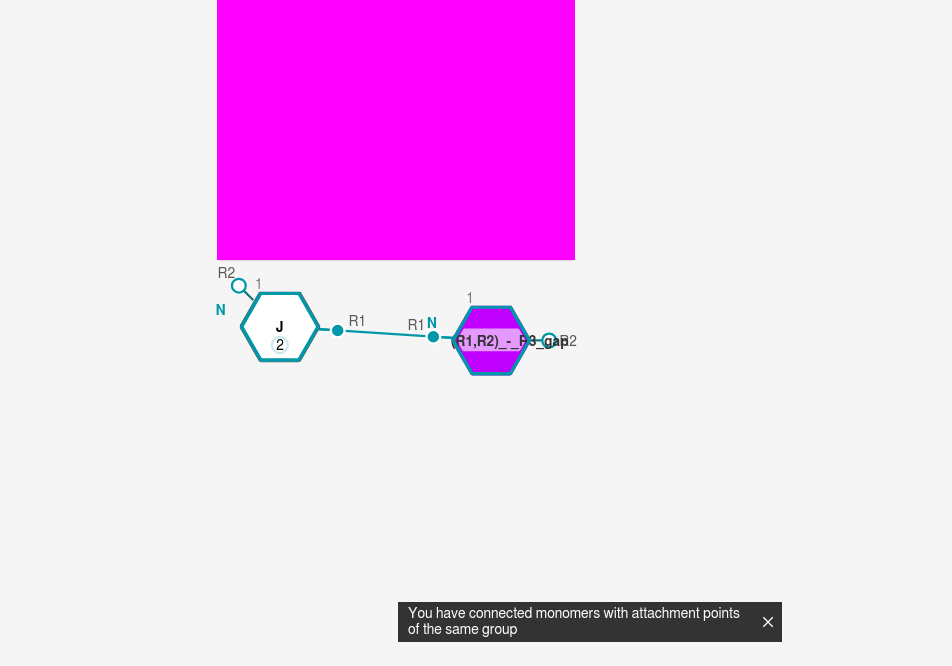 R2
1
N
J
2
R1
R1
N
1
(R1,R2)_-_R3_gap
R2
You have connected monomers with attachment points
of the same group